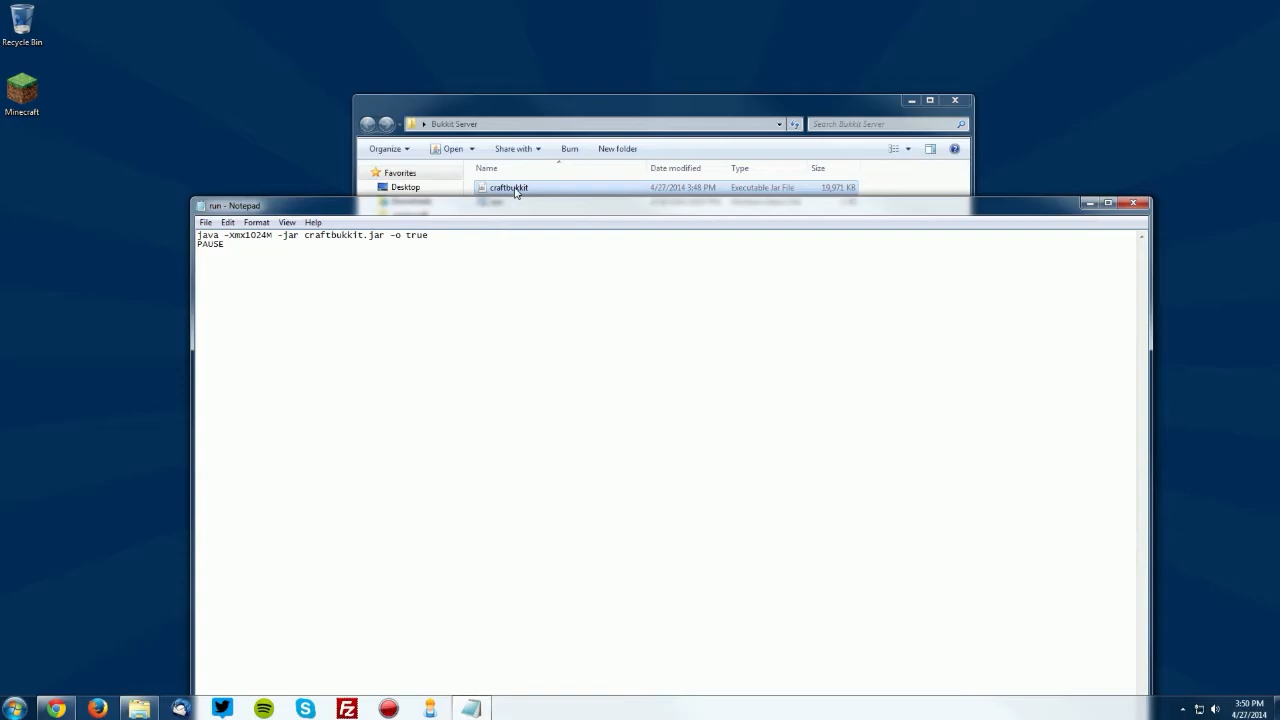 Recycle Bin
Minecraft
Bukkit Server
Search Bukkit Server
Organize
Open
Share with
Burn
New folder
Favorites
Name
Date modified
Type
Size
Desktop
craftbukkit
4/27/2014 3:48 PM
Executable Jar File
19,971 KB
run - Notepad
File
Edit
Format
View
Help
java -Xmx1024M -jar craftbukkit.jar -o true
PAUSE
3:50 PM
4/27/2014